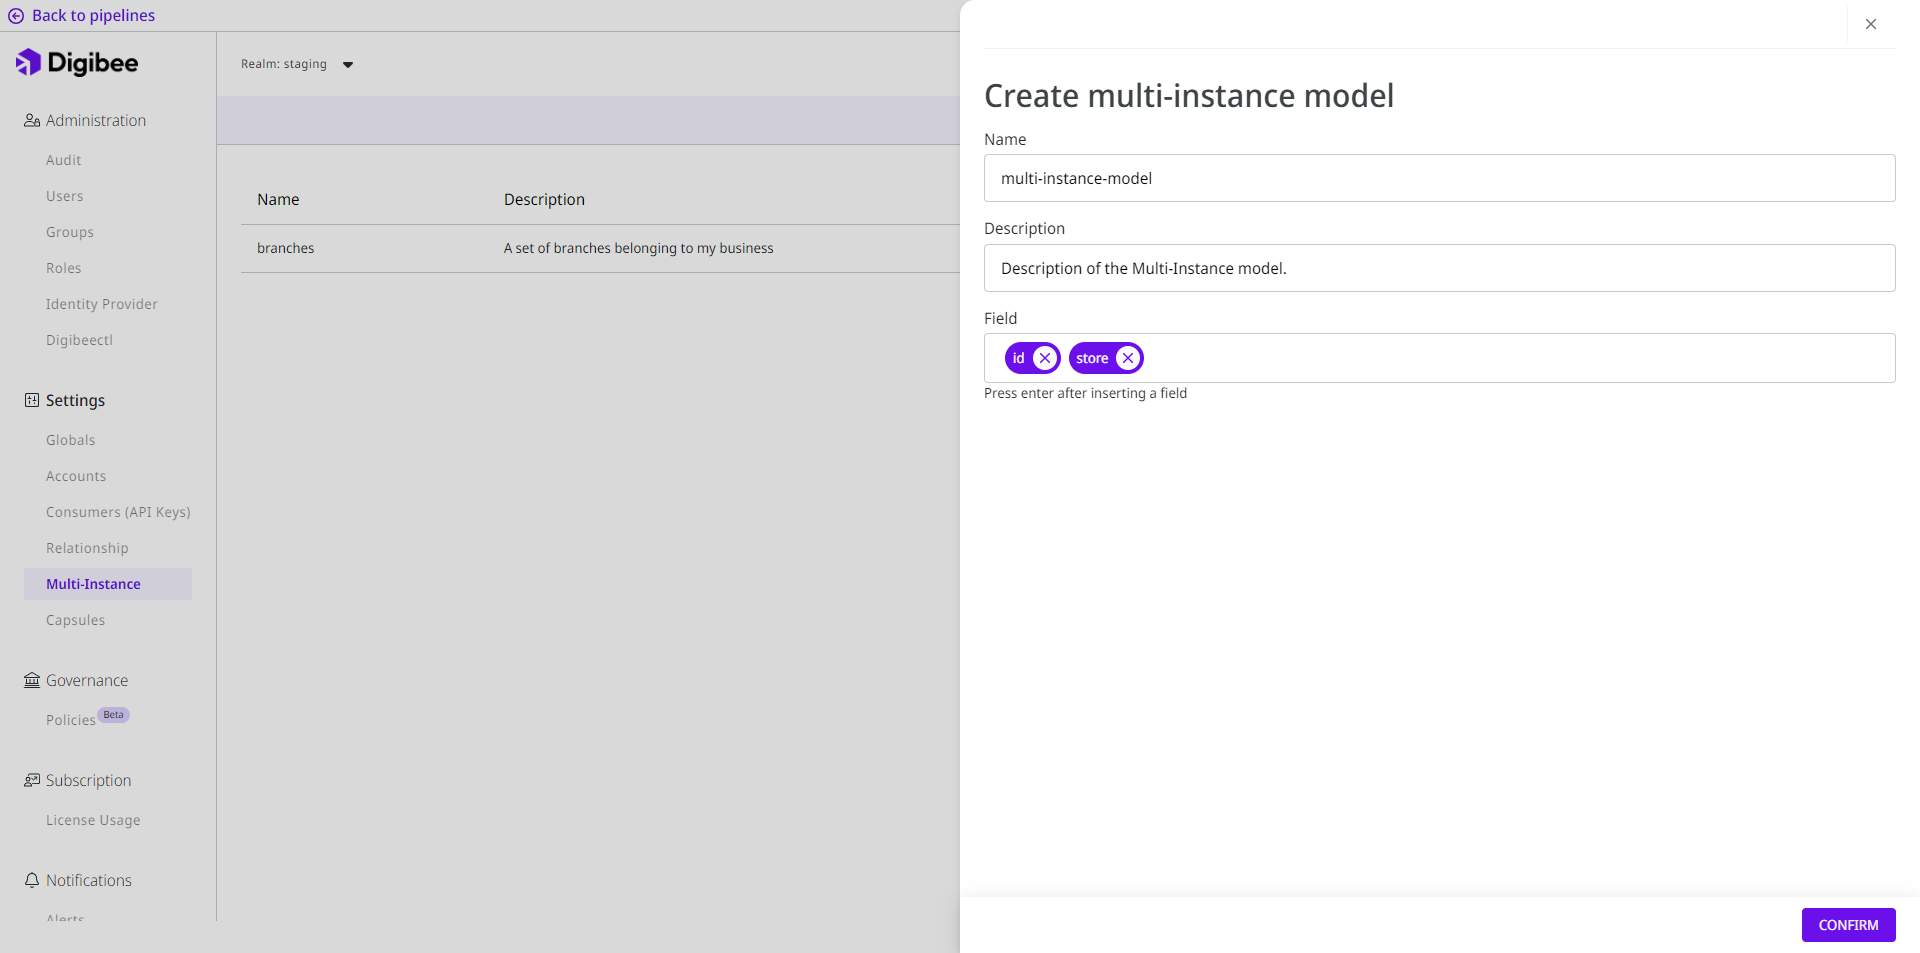 Back to pipelines
Digibee
Administration
Audit
Users
Groups
Roles
Identity Provider
Digibeectl
Settings
Globals
Accounts
Consumers (API Keys)
Relationship
Multi-Instance
Capsules
Governance
Policies Beta
Subscription
License Usage
Notifications
Alerts
Realm: staging
Name Description
branches A set of branches belonging to my business
Create multi-instance model
Name
multi-instance-model
Description
Description of the Multi-Instance model.
Field
id store
Press enter after inserting a field
CONFIRM